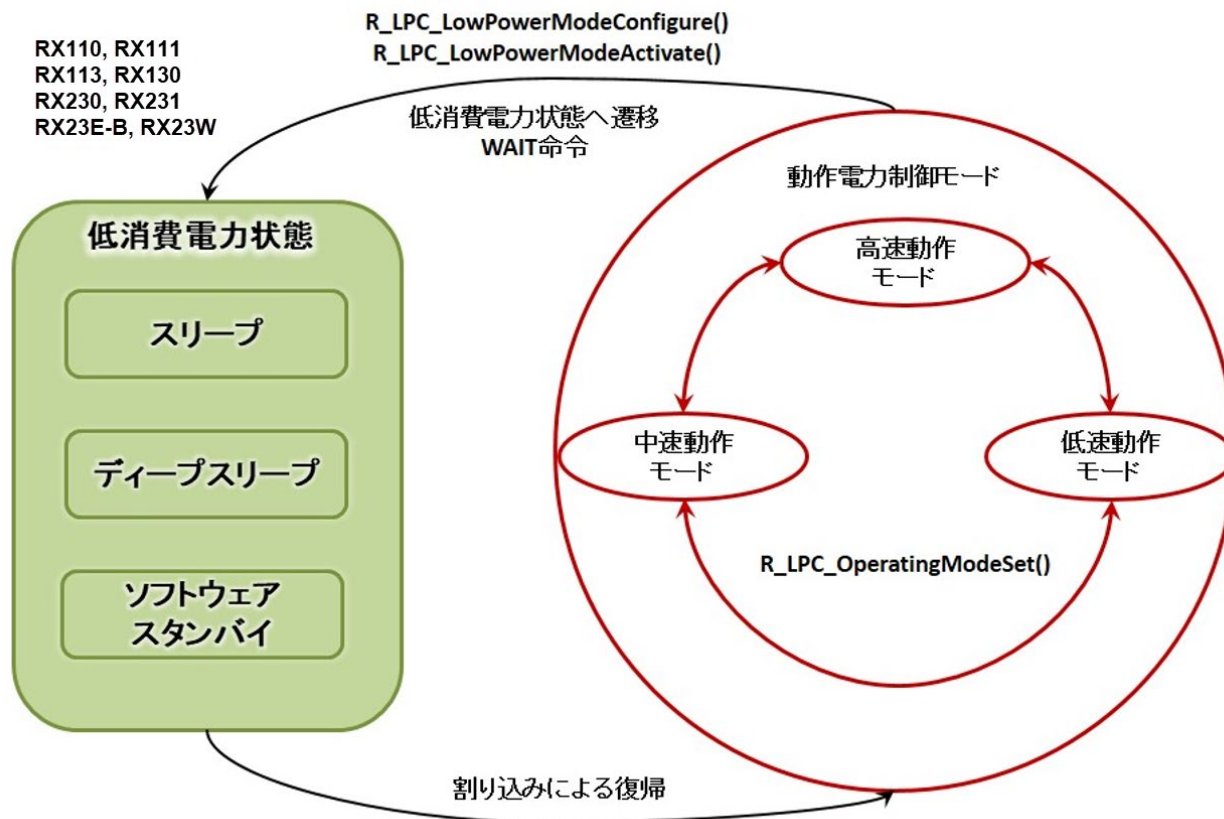 R_LPC_LowPowerModeConfigure()
R_LPC_LowPowerModeActivate()
RX110, RX111
RX113, RX130
RX230, RX231
RX23E-B, RX23W
低消費電力状態へ遷移
WAIT命令
動作電力制御モード
低消費電力状態
高速動作
モード
スリープ
中速動作
モード
低速動作
モード
ディープスリープ
R_LPC_OperatingModeSet()
ソフトウェア
スタンバイ
割り込みによる復帰